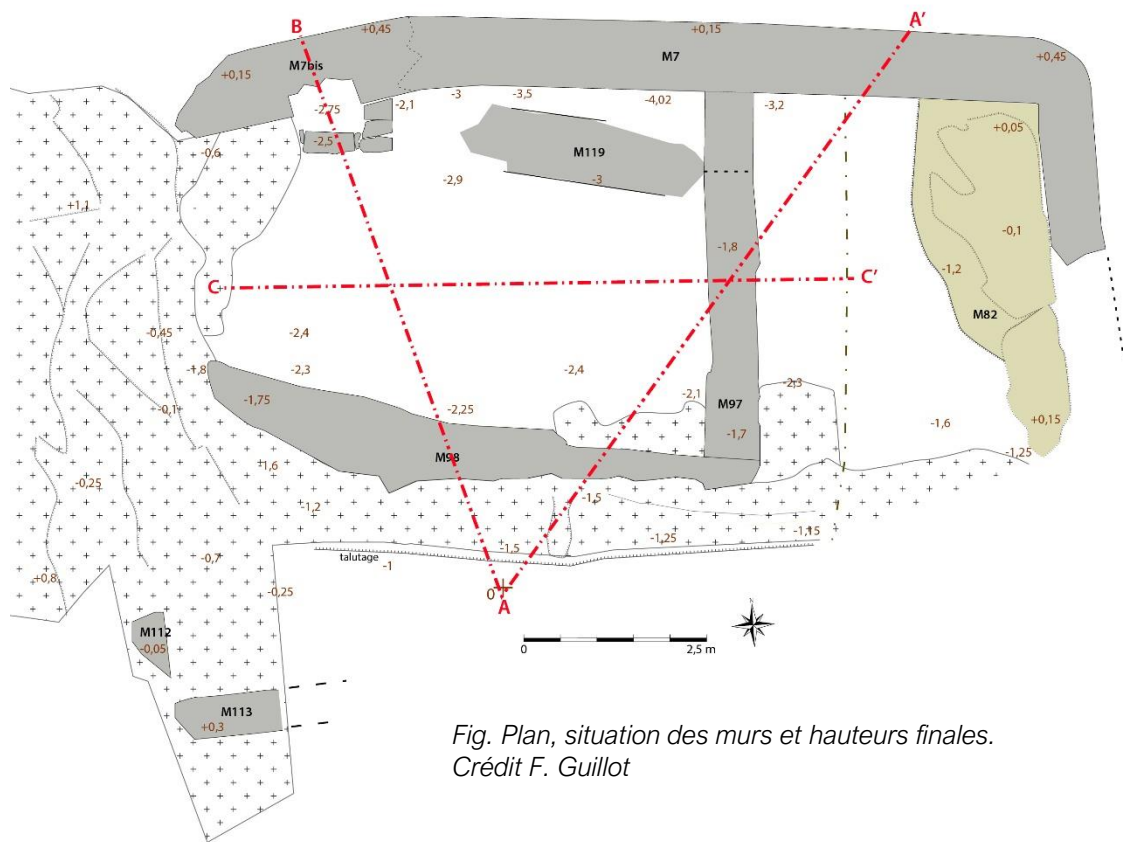 B
A'
+0,45
+0,15
M7
+0,45
M7bis
+0,15
-2,75
-2,1
-3
-3,5
-4,02
-3,2
+0,05
-2,5
-0,6
M119
-2,9
-3
+1,1
-0,1
-1,8
-1,2
C
C'
M82
-0,45
-2,4
-1,8
-2,3
-2,4
-2,3
-1,75
-0,1
-2,25
-2,1
M97
-1,7
-1,6
+0,15
M98
-1,6
-1,25
-0,25
-1,2
-1,5
-1,15
-1,25
-1,5
-0,7
talutage
-1
+0,8
-0,25
0
A
M112
-0,05
0
2,5 m
M113
+0,3
Fig. Plan, situation des murs et hauteurs finales.
Crédit F. Guillot